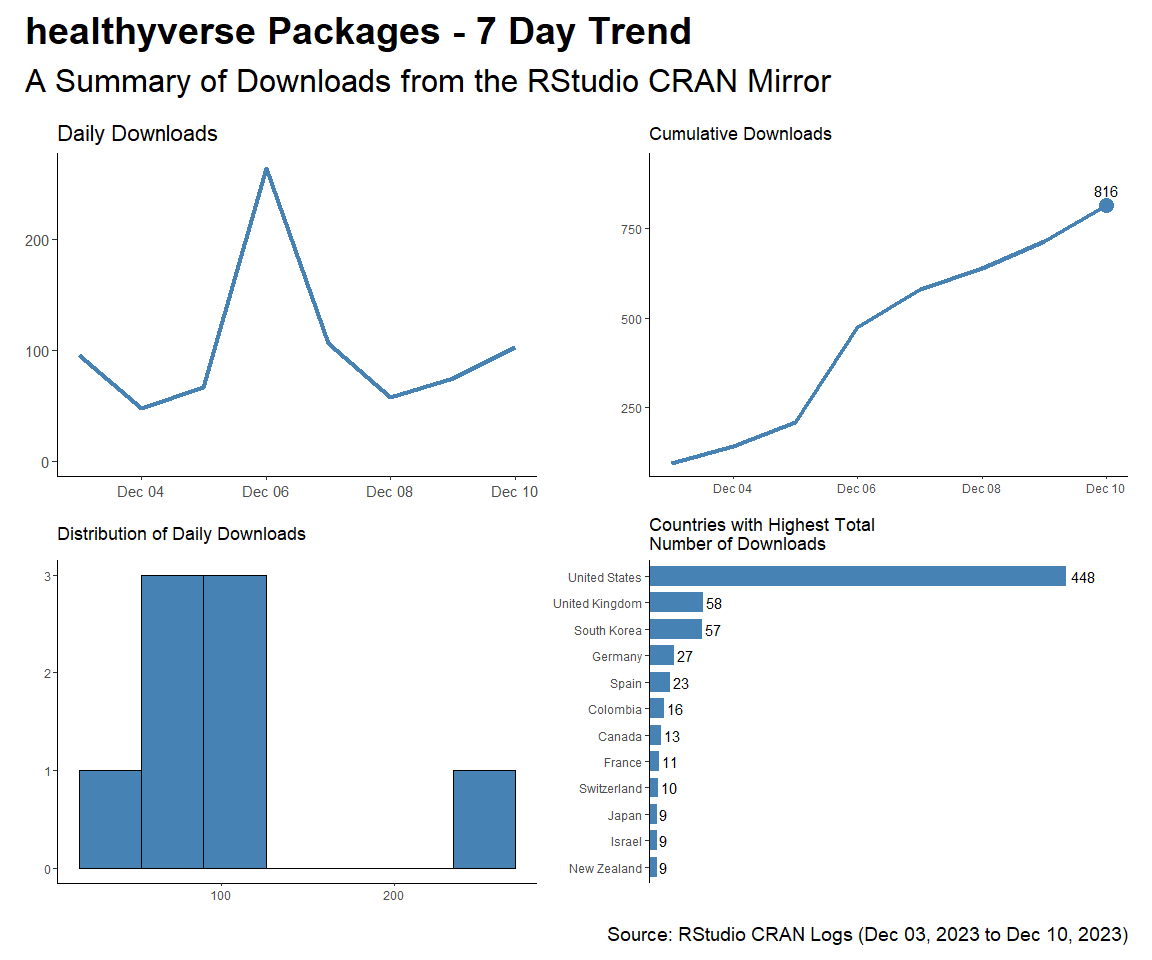 healthyverse Packages - 7 Day Trend
A Summary of Downloads from the RStudio CRAN Mirror
Daily Downloads
200
100
0
Dec 04 Dec 06 Dec 08 Dec 10
Cumulative Downloads
816
750
500
250
Dec 04 Dec 06 Dec 08 Dec 10
Distribution of Daily Downloads
3
2
1
0
100 200
Countries with Highest Total
Number of Downloads
United States 448
United Kingdom 58
South Korea 57
Germany 27
Spain 23
Colombia 16
Canada 13
France 11
Switzerland 10
Japan 9
Israel 9
New Zealand 9
Source: RStudio CRAN Logs (Dec 03, 2023 to Dec 10, 2023)